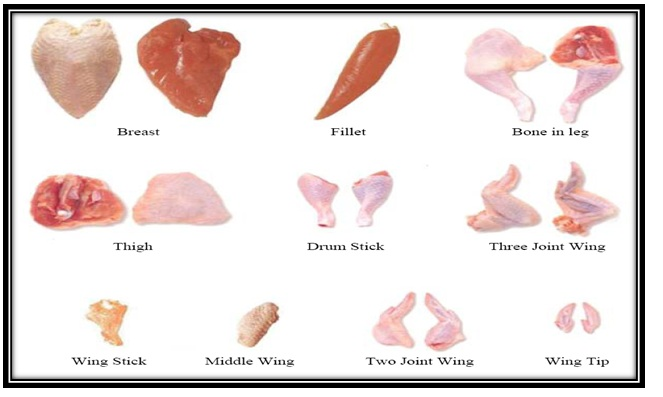 Breast
Fillet
Bone in leg
Thigh
Drum Stick
Three Joint Wing
Wing Stick
Middle Wing
Two Joint Wing
Wing Tip